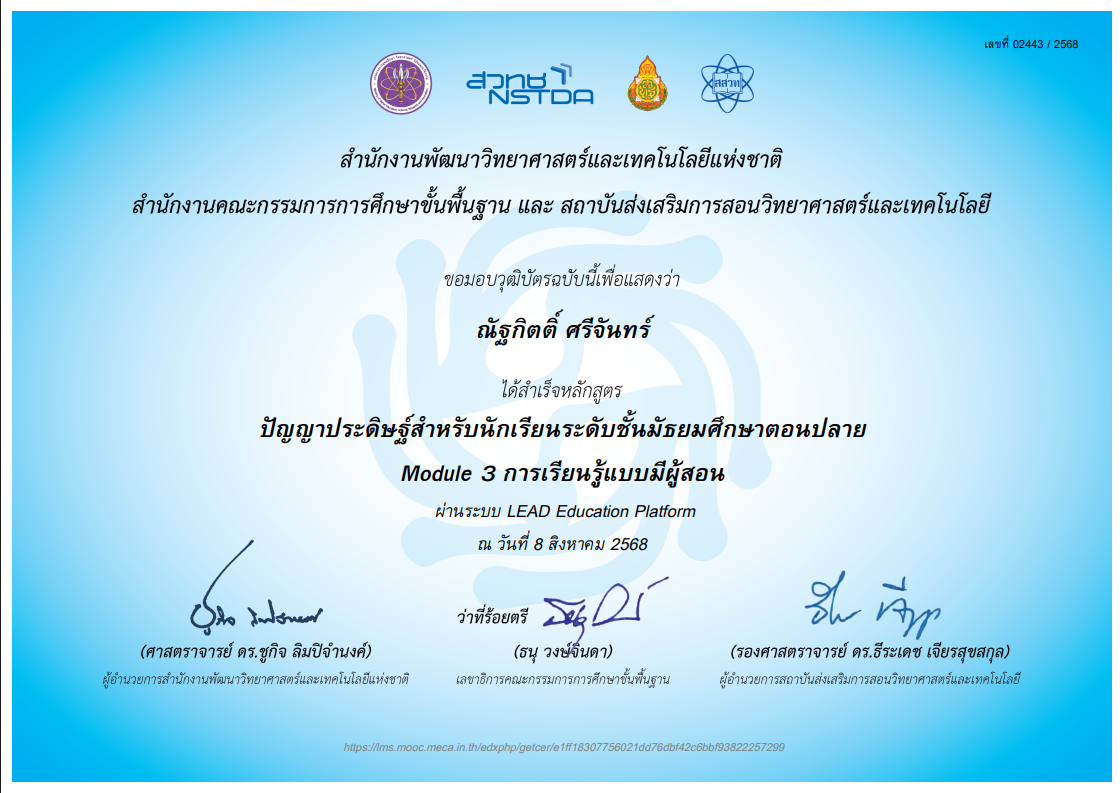 เลขที่ 02443 / 2568
สวทช
NSTDA
สสวท
สำนักงานพัฒนาวิทยาศาสตร์และเทคโนโลยีแห่งชาติ
สำนักงานคณะกรรมการการศึกษาขั้นพื้นฐาน และ สถาบันส่งเสริมการสอนวิทยาศาสตร์และเทคโนโลยี
ขอมอบวุฒิบัตรฉบับนี้เพื่อแสดงว่า
ณัฐกิตติ์ ศรีจันทร์
ได้สำเร็จหลักสูตร
ปัญญาประดิษฐ์สำหรับนักเรียนระดับชั้นมัธยมศึกษาตอนปลาย
Module 3 การเรียนรู้แบบมีผู้สอน
ผ่านระบบ LEAD Education Platform
ณ วันที่ 8 สิงหาคม 2568
ว่าที่ร้อยตรี
(ศาสตราจารย์ ดร.ชูกิจ ลิมปิจำนงค์) (ธนุ วงษ์จินดา) (รองศาสตราจารย์ ดร.ธีระเดช เจียรสุขสกุล)
ผู้อำนวยการสำนักงานพัฒนาวิทยาศาสตร์และเทคโนโลยีแห่งชาติ เลขาธิการคณะกรรมการการศึกษาขั้นพื้นฐาน ผู้อำนวยการสถาบันส่งเสริมการสอนวิทยาศาสตร์และเทคโนโลยี
https://lms.mooc.meca.in.th/edxphp/getcer/e1ff18307756021dd76dbf42c6bbf93822257299